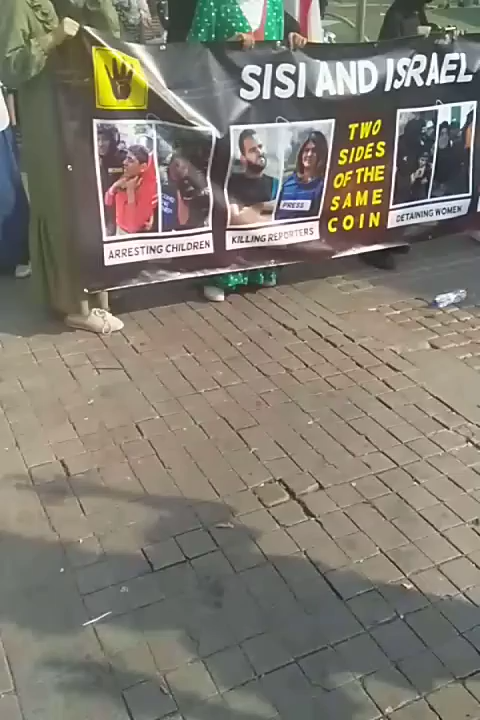 SISI AND ISRAEL
TWO
SIDES
OF THE
SAME
COIN
PRESS
ARRESTING CHILDREN
KILLING REPORTERS
DETAINING WOMEN